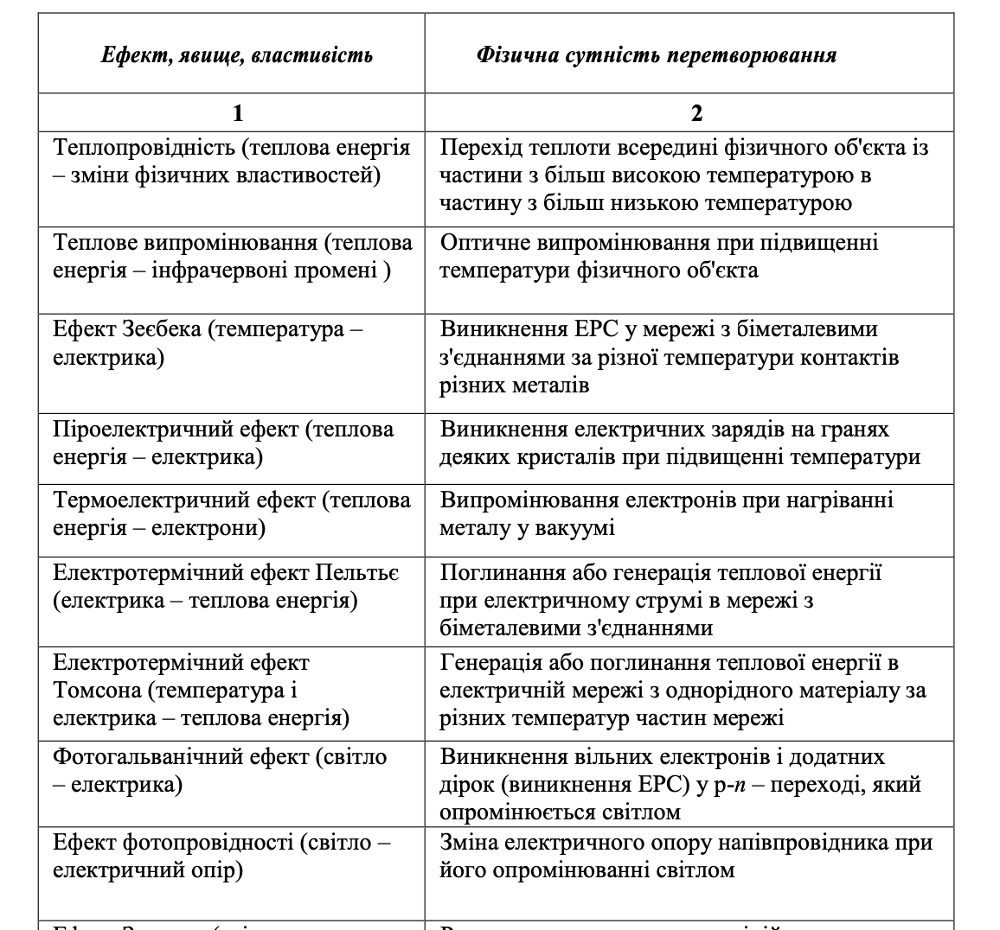 Ефект, явище, властивість
Фізична сутність перетворювання
1
2
Теплопровідність (теплова енергія
– зміни фізичних властивостей)
Перехід теплоти всередині фізичного об'єкта із
частини з більш високою температурою в
частину з більш низькою температурою
Теплове випромінювання (теплова
енергія – інфрачервоні промені )
Оптичне випромінювання при підвищенні
температури фізичного об'єкта
Ефект Зеєбека (температура –
електрика)
Виникнення ЕРС у мережі з біметалевими
з'єднаннями за різної температури контактів
різних металів
Піроелектричний ефект (теплова
енергія – електрика)
Виникнення електричних зарядів на гранях
деяких кристалів при підвищенні температури
Термоелектричний ефект (теплова
енергія – електрони)
Випромінювання електронів при нагріванні
металу у вакуумі
Електротермічний ефект Пельтьє
(електрика – теплова енергія)
Поглинання або генерація теплової енергії
при електричному струмі в мережі з
біметалевими з'єднаннями
Електротермічний ефект
Томсона (температура і
електрика – теплова енергія)
Генерація або поглинання теплової енергії в
електричній мережі з однорідного матеріалу за
різних температур частин мережі
Фотогальванічний ефект (світло
– електрика)
Виникнення вільних електронів і додатних
дірок (виникнення ЕРС) у р-n – переході, який
опромінюється світлом
Ефект фотопровідності (світло –
електричний опір)
Зміна електричного опору напівпровідника при
його опромінюванні світлом